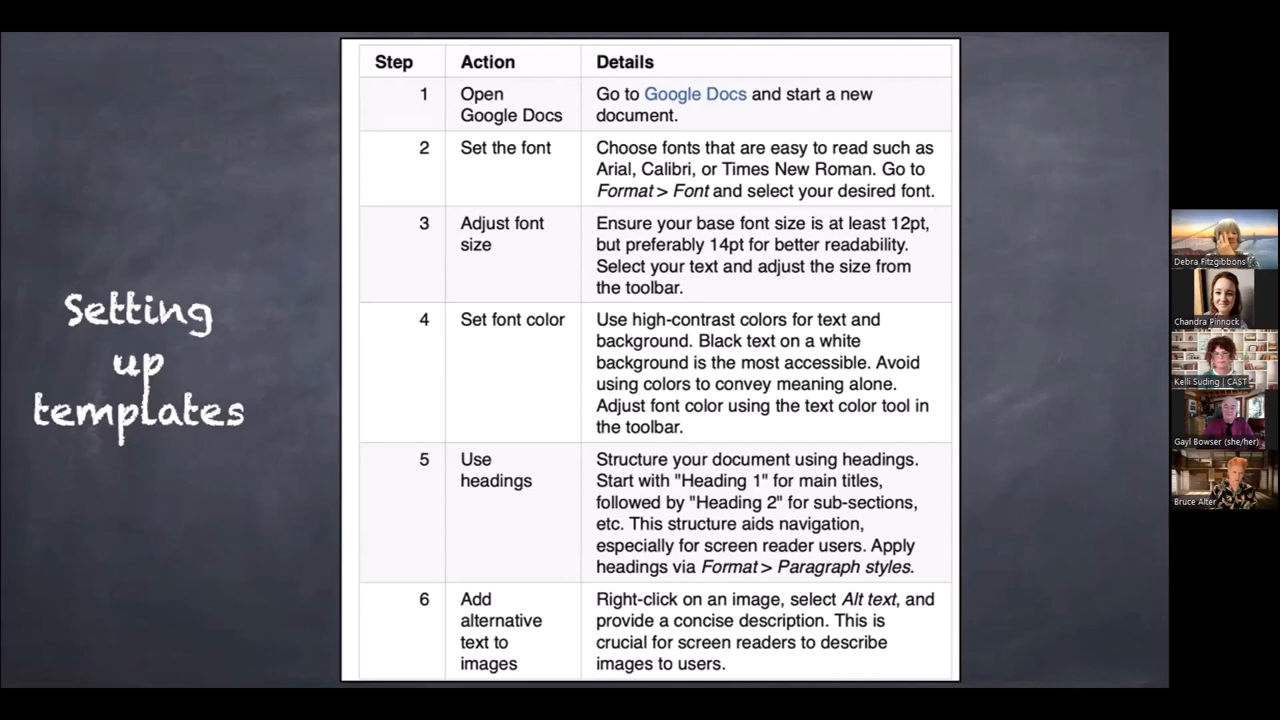 Setting
up
templates
Step Action Details
1 Open Google Docs Go to Google Docs and start a new
document.
2 Set the font Choose fonts that are easy to read such as
Arial, Calibri, or Times New Roman. Go to
Format > Font and select your desired font.
3 Adjust font size Ensure your base font size is at least 12pt,
but preferably 14pt for better readability.
Select your text and adjust the size from
the toolbar.
4 Set font color Use high-contrast colors for text and
background. Black text on a white
background is the most accessible. Avoid
using colors to convey meaning alone.
Adjust font color using the text color tool in
the toolbar.
5 Use headings Structure your document using headings.
Start with "Heading 1" for main titles,
followed by "Heading 2" for sub-sections,
etc. This structure aids navigation,
especially for screen reader users. Apply
headings via Format > Paragraph styles.
6 Add alternative text to images Right-click on an image, select Alt text, and
provide a concise description. This is
crucial for screen readers to describe
images to users.
Debra Fitzgibbons
Chandra Pinnock
Kelli Suding | CAST
Gayl Bowser (she/her)
Bruce Alter